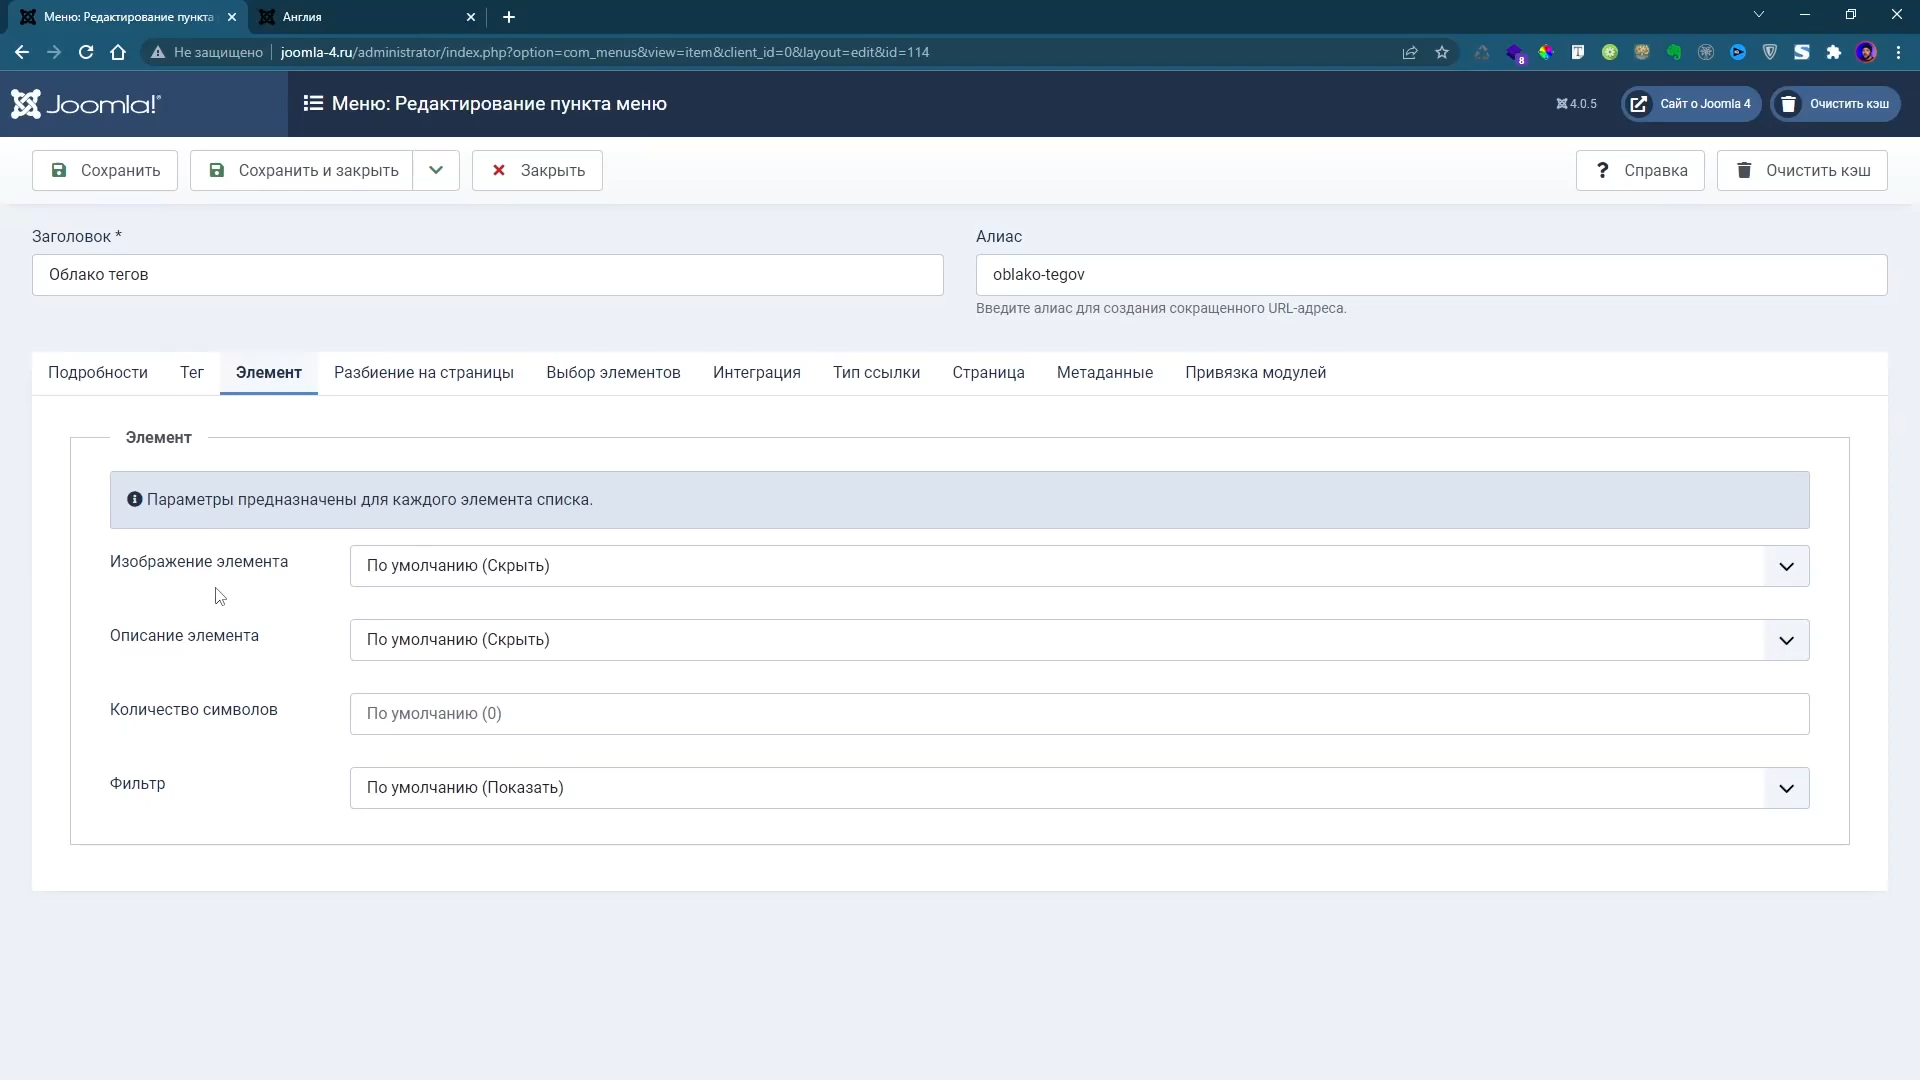 Меню: Редактирование пункта
Англия
Не защищено
joomla-4.ru/administrator/index.php?option=com_menus&view=item&client_id=0&layout=edit&id=114
8
Joomla!®
Меню: Редактирование пункта меню
4.0.5
Сайт о Joomla 4
Очистить кэш
Сохранить
Сохранить и закрыть
Закрыть
? Справка
Очистить кэш
Заголовок *
Алиас
Облако тегов
oblako-tegov
Введите алиас для создания сокращенного URL-адреса.
Подробности
Тег
Элемент
Разбиение на страницы
Выбор элементов
Интеграция
Тип ссылки
Страница
Метаданные
Привязка модулей
Элемент
Параметры предназначены для каждого элемента списка.
Изображение элемента
По умолчанию (Скрыть)
Описание элемента
По умолчанию (Скрыть)
Количество символов
По умолчанию (0)
Фильтр
По умолчанию (Показать)